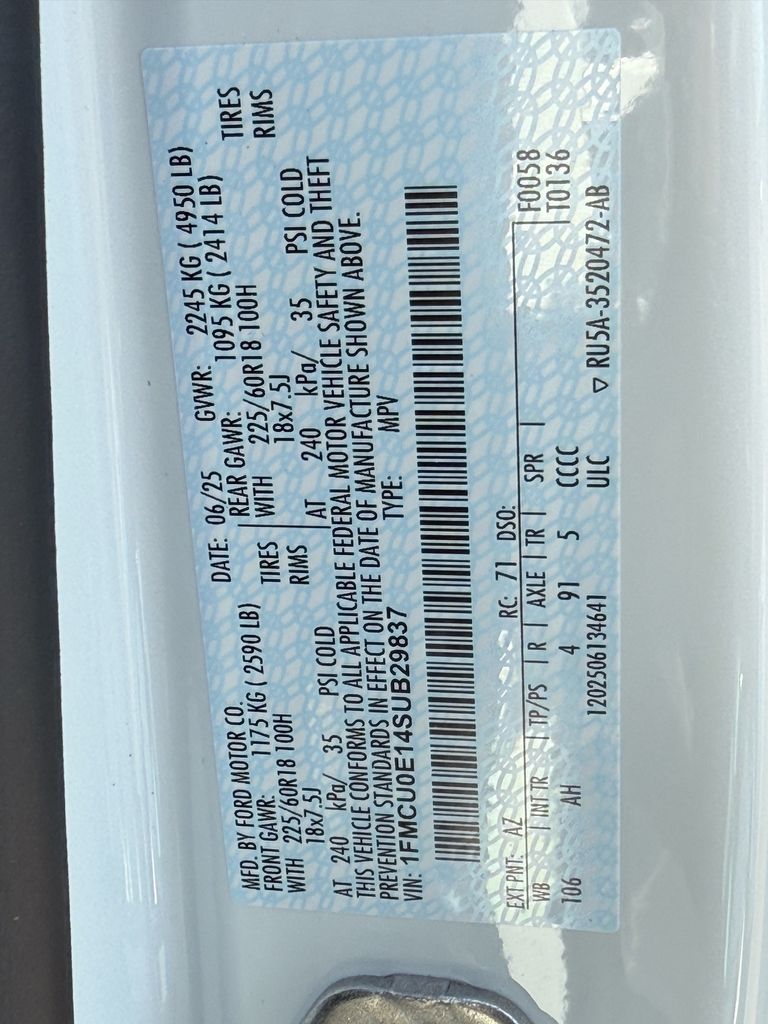 MFD. BY FORD MOTOR CO.
DATE: 06/25 GVWR: 2245 KG ( 4950 LB)
FRONT GAWR: 1175 KG ( 2590 LB)
REAR GAWR: 1095 KG ( 2414 LB)
WITH 225/60R18 100H TIRES
WITH 225/60R18 100H TIRES
18x7.5J RIMS
18x7.5J RIMS
AT 240 kPa/ 35 PSI COLD
AT 240 kPa/ 35 PSI COLD
THIS VEHICLE CONFORMS TO ALL APPLICABLE FEDERAL MOTOR VEHICLE SAFETY AND THEFT
PREVENTION STANDARDS IN EFFECT ON THE DATE OF MANUFACTURE SHOWN ABOVE.
VIN: 1FMCU0E14SUB29837 TYPE: MPV
EXT PNT: AZ RC: 71 DSO:
WB | INT TR | TP/PS | R | AXLE | TR | SPR | F0058
106 AH 4 91 5 CCCC T0136
1202506134641 ULC ▽ RU5A-3520472-AB